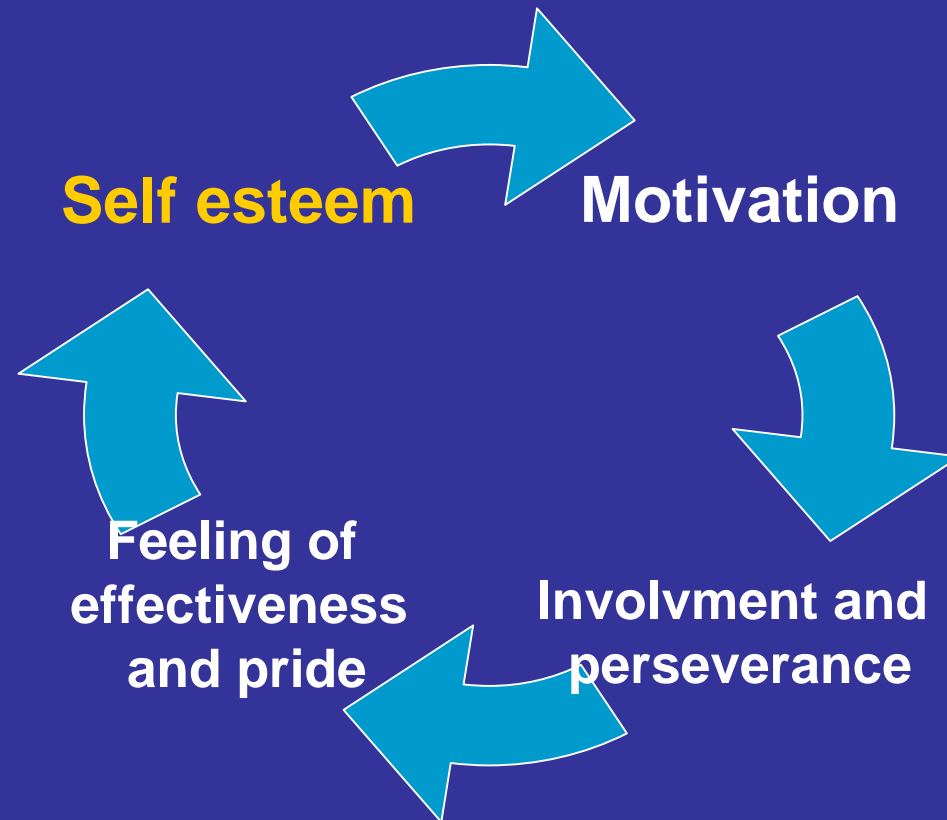 Self esteem
Motivation
Involvment and
perseverance
Feeling of
effectiveness
and pride